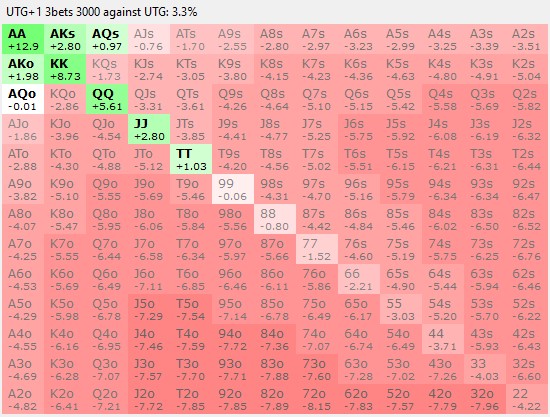 UTG+1 3bets 3000 against UTG: 3.3%
AA AKs AQs AJs ATs A9s A8s A7s A6s A5s A4s A3s A2s
+12.9 +2.80 +0.97 -0.76 -1.70 -2.55 -2.80 -2.97 -3.23 -2.99 -3.25 -3.39 -3.51
AKo KK KQs KJs KTs K9s K8s K7s K6s K5s K4s K3s K2s
+1.98 +8.73 -1.73 -2.74 -3.05 -3.80 -4.15 -4.23 -4.36 -4.63 -4.80 -4.91 -5.04
AQo KQo QQ QJs QTs Q9s Q8s Q7s Q6s Q5s Q4s Q3s Q2s
-0.01 -2.86 +5.61 -3.31 -3.61 -4.26 -4.64 -5.10 -5.15 -5.42 -5.58 -5.69 -5.82
AJo KJo QJo JJ JTs J9s J8s J7s J6s J5s J4s J3s J2s
-1.86 -3.96 -4.54 +2.80 -3.85 -4.41 -4.77 -5.25 -5.75 -5.92 -6.08 -6.19 -6.32
ATo KTo QTo JTo TT T9s T8s T7s T6s T5s T4s T3s T2s
-2.88 -4.30 -4.88 -5.12 +1.03 -4.20 -4.56 -5.02 -5.51 -6.15 -6.21 -6.31 -6.44
A9o K9o Q9o J9o T9o 99 98s 97s 96s 95s 94s 93s 92s
-3.82 -5.10 -5.55 -5.69 -5.46 -0.06 -4.31 -4.70 -5.16 -5.79 -6.34 -6.34 -6.47
A8o K8o Q8o J8o T8o 98o 88 87s 86s 85s 84s 83s 82s
-4.07 -5.47 -5.95 -6.06 -5.84 -5.56 -0.80 -4.42 -4.84 -5.46 -6.02 -6.50 -6.52
A7o K7o Q7o J7o T7o 97o 87o 77 76s 75s 74s 73s 72s
-4.25 -5.55 -6.44 -6.58 -6.34 -5.97 -5.66 -1.52 -4.60 -5.19 -5.75 -6.25 -6.76
A6o K6o Q6o J6o T6o 96o 86o 76o 66 65s 64s 63s 62s
-4.53 -5.69 -6.49 -7.11 -6.85 -6.46 -6.11 -5.86 -2.21 -4.90 -5.44 -5.94 -6.46
A5o K5o Q5o J5o T5o 95o 85o 75o 65o 55 54s 53s 52s
-4.29 -5.98 -6.78 -7.29 -7.54 -7.14 -6.78 -6.49 -6.17 -3.03 -5.20 -5.70 -6.22
A4o K4o Q4o J4o T4o 94o 84o 74o 64o 54o 44 43s 42s
-4.55 -6.16 -6.95 -7.46 -7.59 -7.72 -7.36 -7.07 -6.74 -6.49 -3.71 -5.93 -6.43
A3o K3o Q3o J3o T3o 93o 83o 73o 63o 53o 43o 33 32s
-4.69 -6.28 -7.07 -7.57 -7.70 -7.71 -7.88 -7.60 -7.28 -7.02 -7.26 -4.03 -6.60
A2o K2o Q2o J2o T2o 92o 82o 72o 62o 52o 42o 32o 22
-4.82 -6.41 -7.21 -7.72 -7.85 -7.89 -8.15 -7.83 -7.57 -7.79 -7.96 -4.22